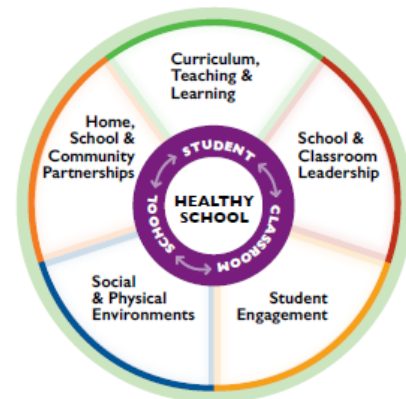 Curriculum,
Teaching &
Learning
Home,
School &
Community
Partnerships
School &
Classroom
Leadership
STUDENT
CLASSROOM
SCHOOL
HEALTHY
SCHOOL
Social
& Physical
Environments
Student
Engagement